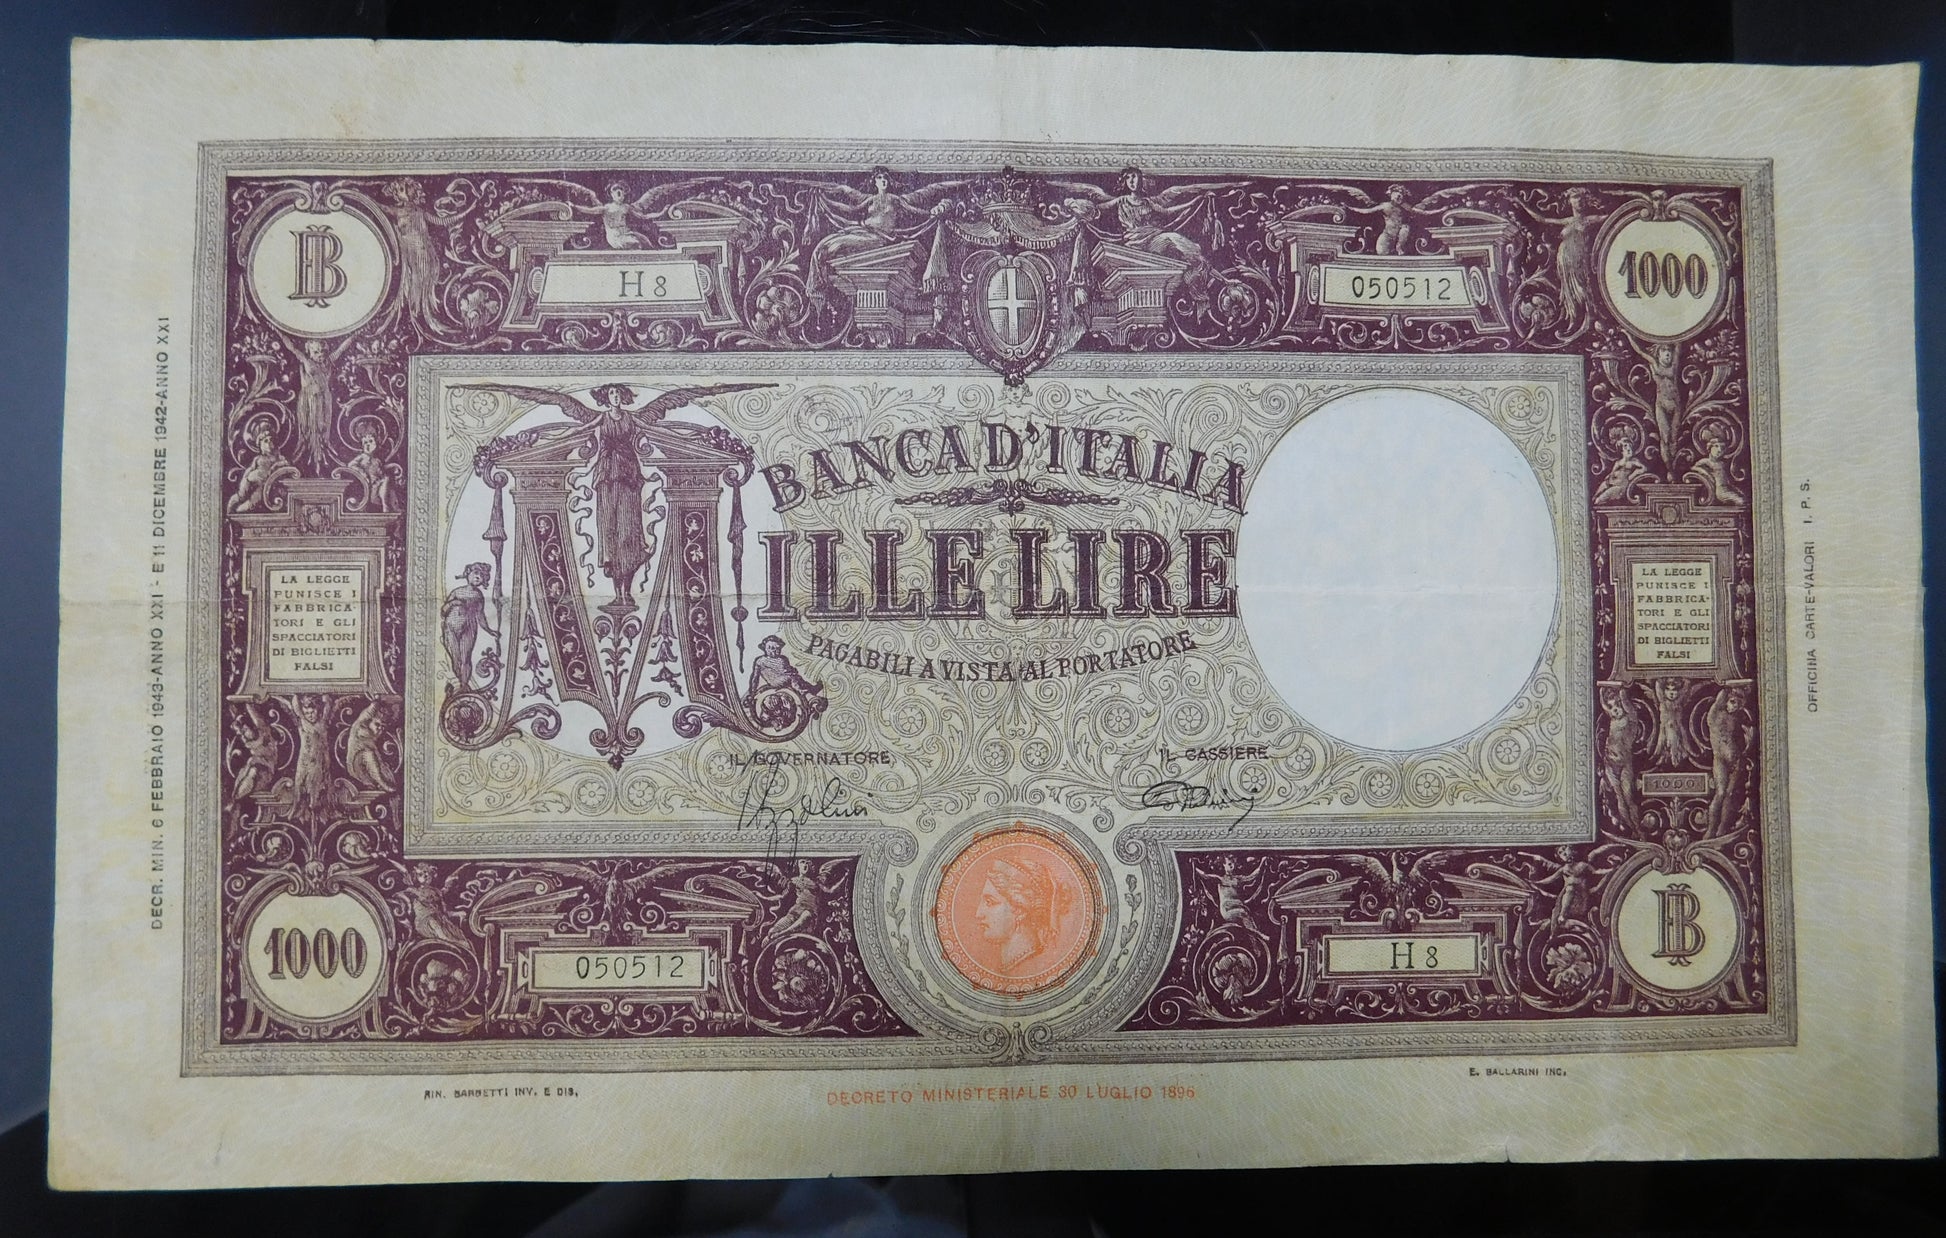 DECR. MIN. 6 FEBBRAIO 1943-ANNO XXI - E 11 DICEMBRE 1942-ANNO XXI
B
H 8
050512
1000
BANCA D'ITALIA
MILLE LIRE
PAGABILI A VISTA AL PORTATORE
LA LEGGE
PUNISCE I
FABBRICA-
TORI E GLI
SPACCIATORI
DI BIGLIETTI
FALSI
LA LEGGE
PUNISCE I
FABBRICA-
TORI E GLI
SPACCIATORI
DI BIGLIETTI
FALSI
OFFICINA CARTE-VALORI I. P. S.
IL GOVERNATORE
IL CASSIERE
1000
1000
050512
H 8
B
RIN. BARBETTI INV. E DIS.
DECRETO MINISTERIALE 30 LUGLIO 1896
E. BALLARINI INC.